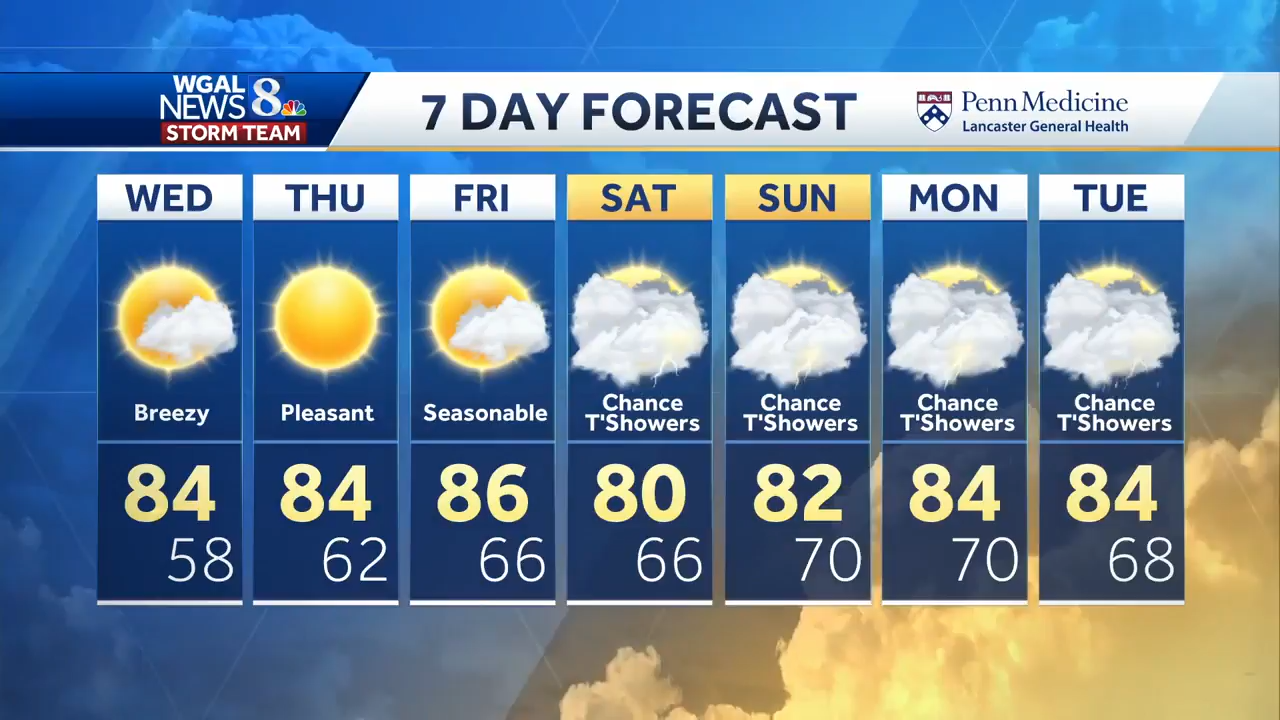 WGAL
NEWS 8
STORM TEAM
7 DAY FORECAST
Penn Medicine
Lancaster General Health
WED THU FRI SAT SUN MON TUE
Breezy Pleasant Seasonable Chance T'Showers Chance T'Showers Chance T'Showers Chance T'Showers
84 84 86 80 82 84 84
58 62 66 66 70 70 68